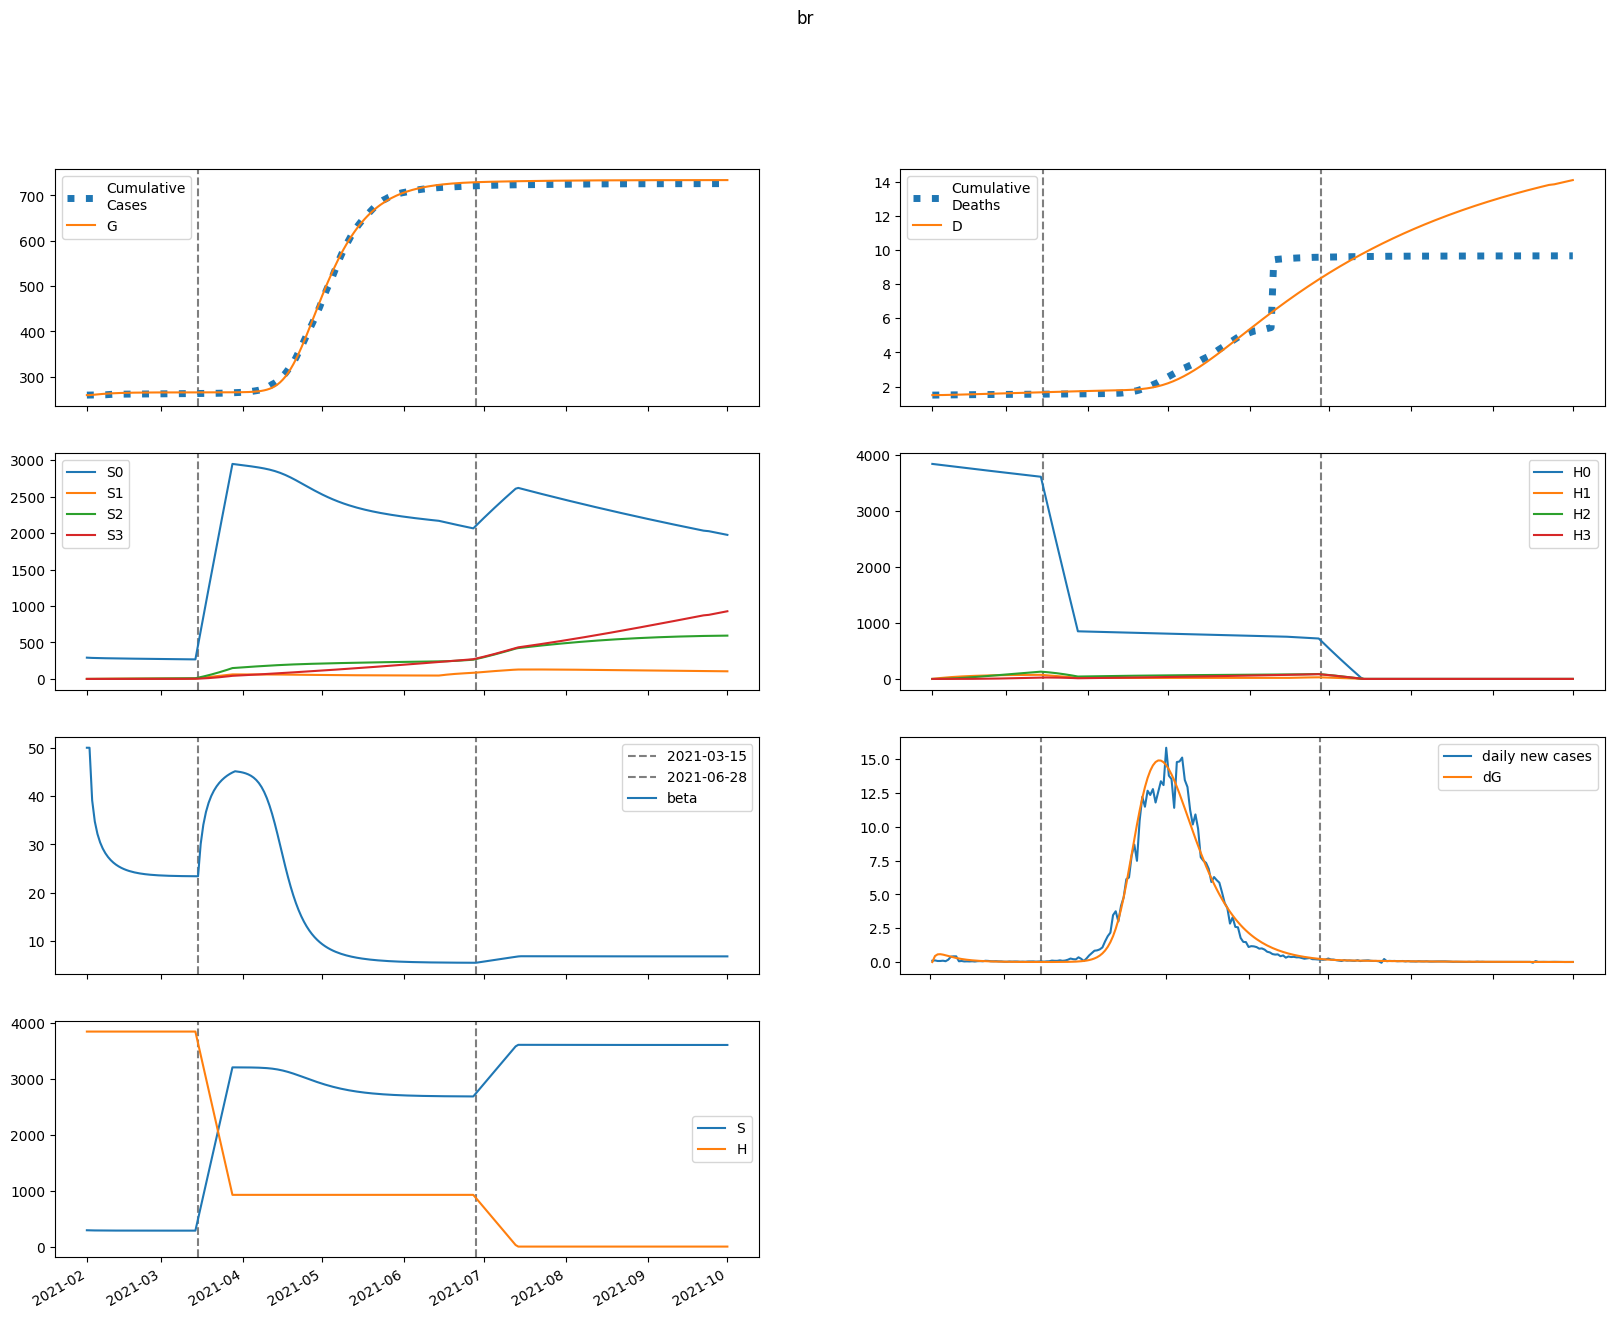 br
Cumulative
Cases
G
700
600
500
400
300
Cumulative
Deaths
D
14
12
10
8
6
4
2
S0
S1
S2
S3
3000
2500
2000
1500
1000
500
0
H0
H1
H2
H3
4000
3000
2000
1000
0
2021-03-15
2021-06-28
beta
50
40
30
20
10
daily new cases
dG
15.0
12.5
10.0
7.5
5.0
2.5
0.0
S
H
4000
3000
2000
1000
0
2021-02
2021-03
2021-04
2021-05
2021-06
2021-07
2021-08
2021-09
2021-10